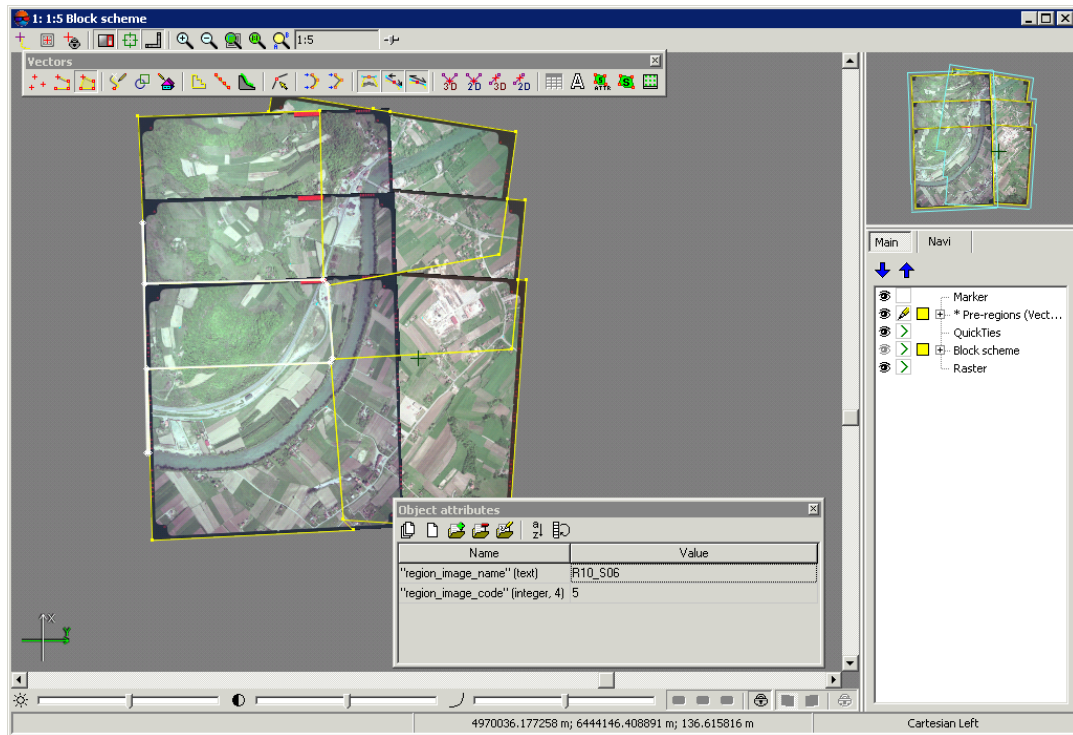 1: 1:5 Block scheme
1:5
Vectors
3D 2D 3D 2D A ATTR
Main Navi
Marker
* Pre-regions (Vect...
QuickTies
Block scheme
Raster
Object attributes
Name Value
"region_image_name" (text) R10_S06
"region_image_code" (integer, 4) 5
X
Y
4970036.177258 m; 6444146.408891 m; 136.615816 m Cartesian Left